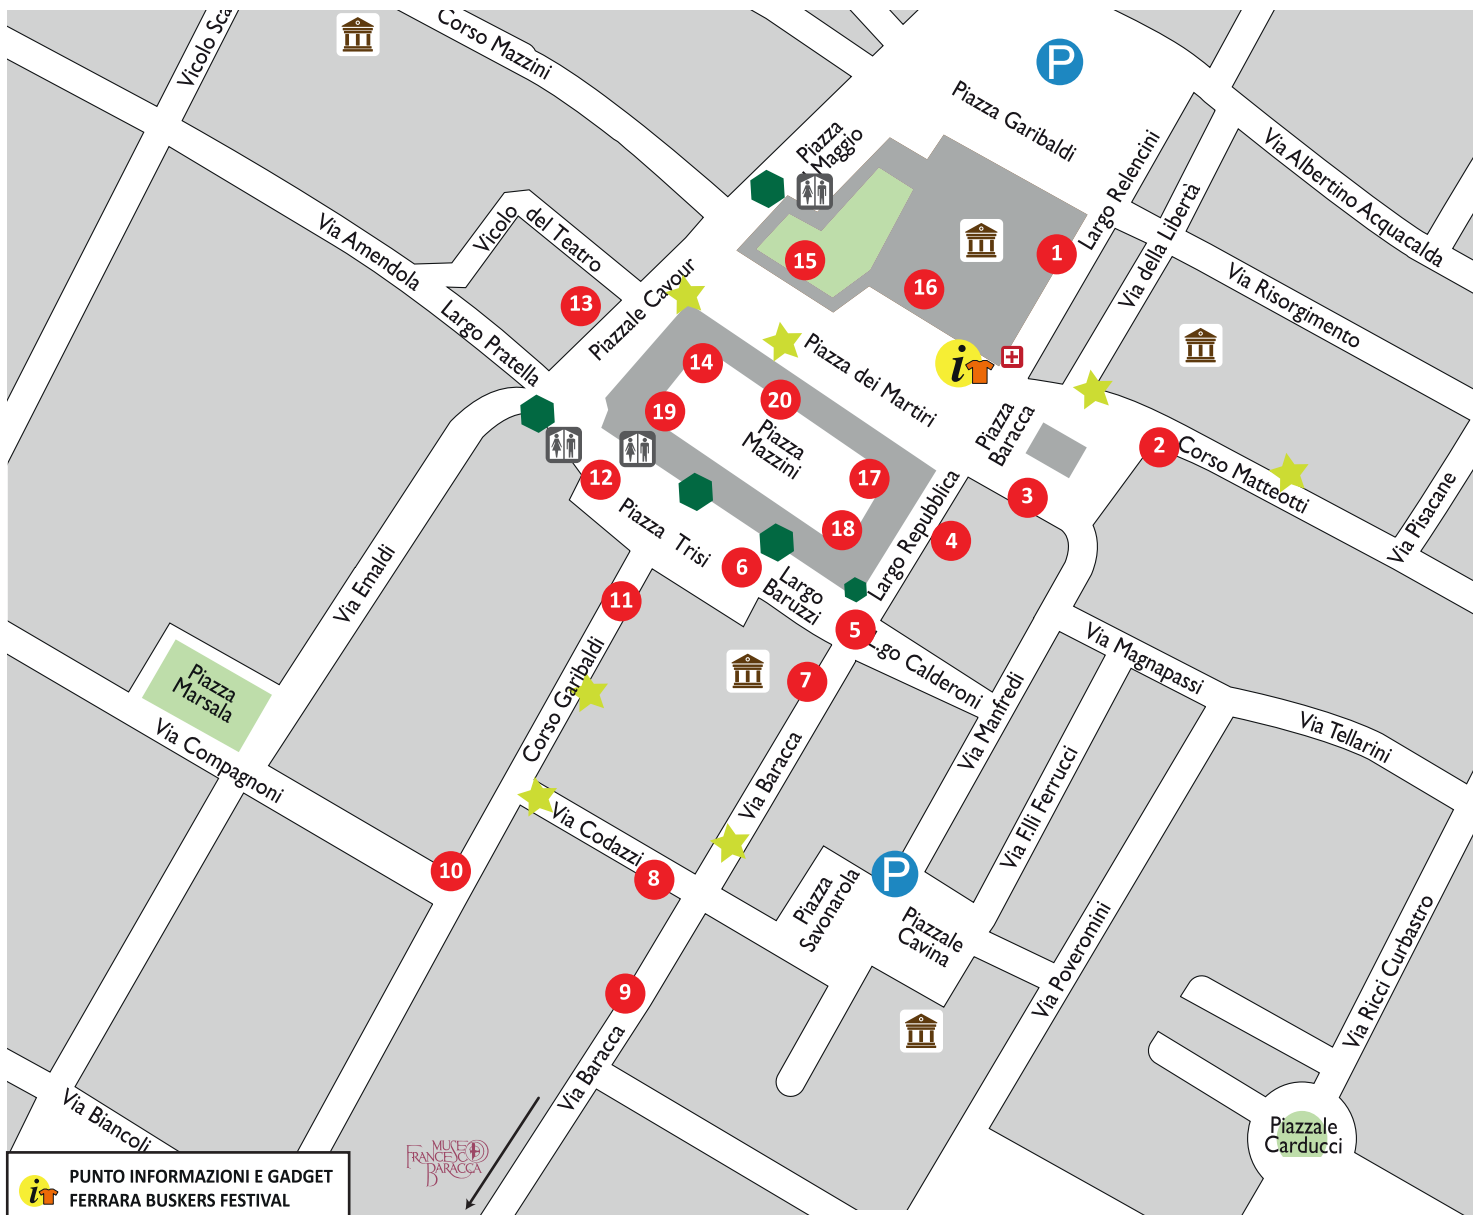 Vicolo Sca
Corso Mazzini
P
Piazza Garibaldi
Piazza
Maggio
Largo Relencini
Via Albertino Acquacalda
Via della Libertà
Via Risorgimento
Vicolo
del Teatro
Via Amendola
Largo Pratella
Piazzale Cavour
13
15
16
1
14
19
20
Piazza
Mazzini
17
18
Piazza dei Martiri
i
Piazza
Baracca
2
Corso Matteotti
Via Pisacane
3
4
Largo Repubblica
12
Piazza Trisi
6
Largo
Baruzzi
5
L.go Calderoni
11
7
Via Emaldi
Corso Garibaldi
Piazza
Marsala
Via Compagnoni
Via Magnapassi
Via Manfredi
Via Tellarini
Via F.lli Ferrucci
Via Baracca
Via Codazzi
8
10
P
Piazza
Savonarola
Piazzale
Cavina
Via Poveromini
Via Ricci Curbastro
9
Via Baracca
Via Biancoli
MUSEO
FRANCESCO
BARACCA
Piazzale
Carducci
i
PUNTO INFORMAZIONI E GADGET
FERRARA BUSKERS FESTIVAL